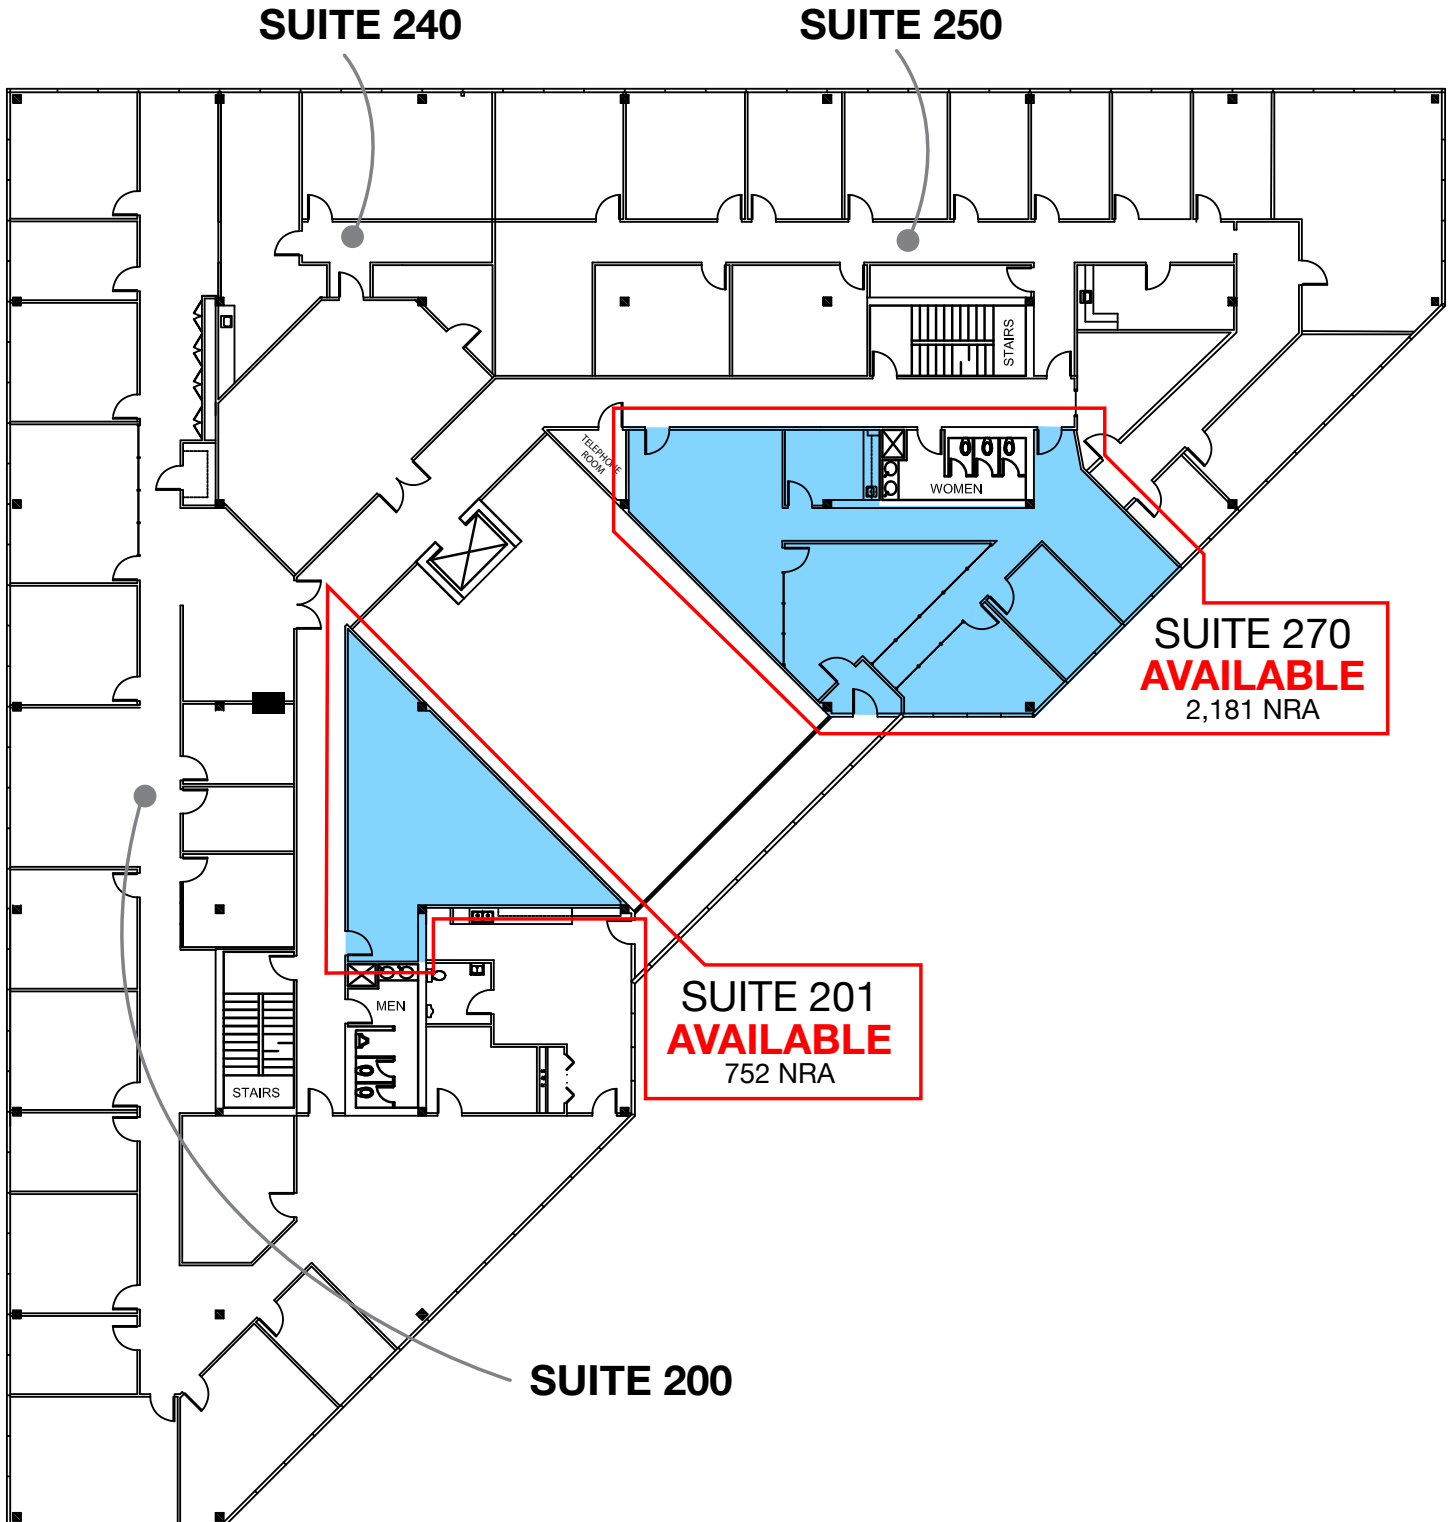 SUITE 240
SUITE 250
STAIRS
TELEPHONE
ROOM
WOMEN
SUITE 270
AVAILABLE
2,181 NRA
SUITE 201
AVAILABLE
752 NRA
MEN
STAIRS
SUITE 200